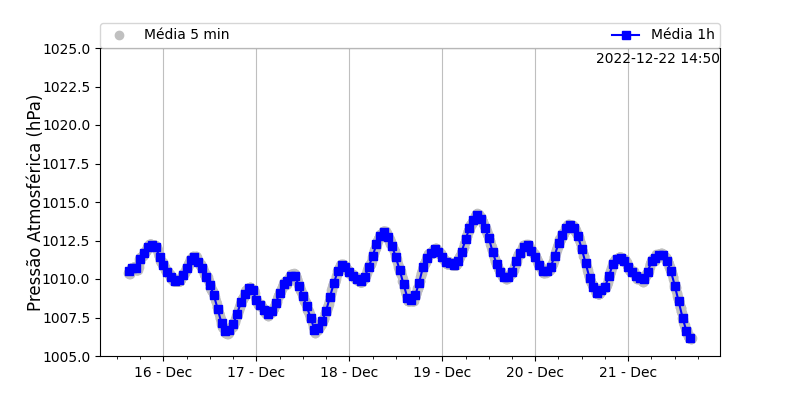 Média 5 min
Média 1h
2022-12-22 14:50
Pressão Atmosférica (hPa)
1025.0
1022.5
1020.0
1017.5
1015.0
1012.5
1010.0
1007.5
1005.0
16 - Dec
17 - Dec
18 - Dec
19 - Dec
20 - Dec
21 - Dec